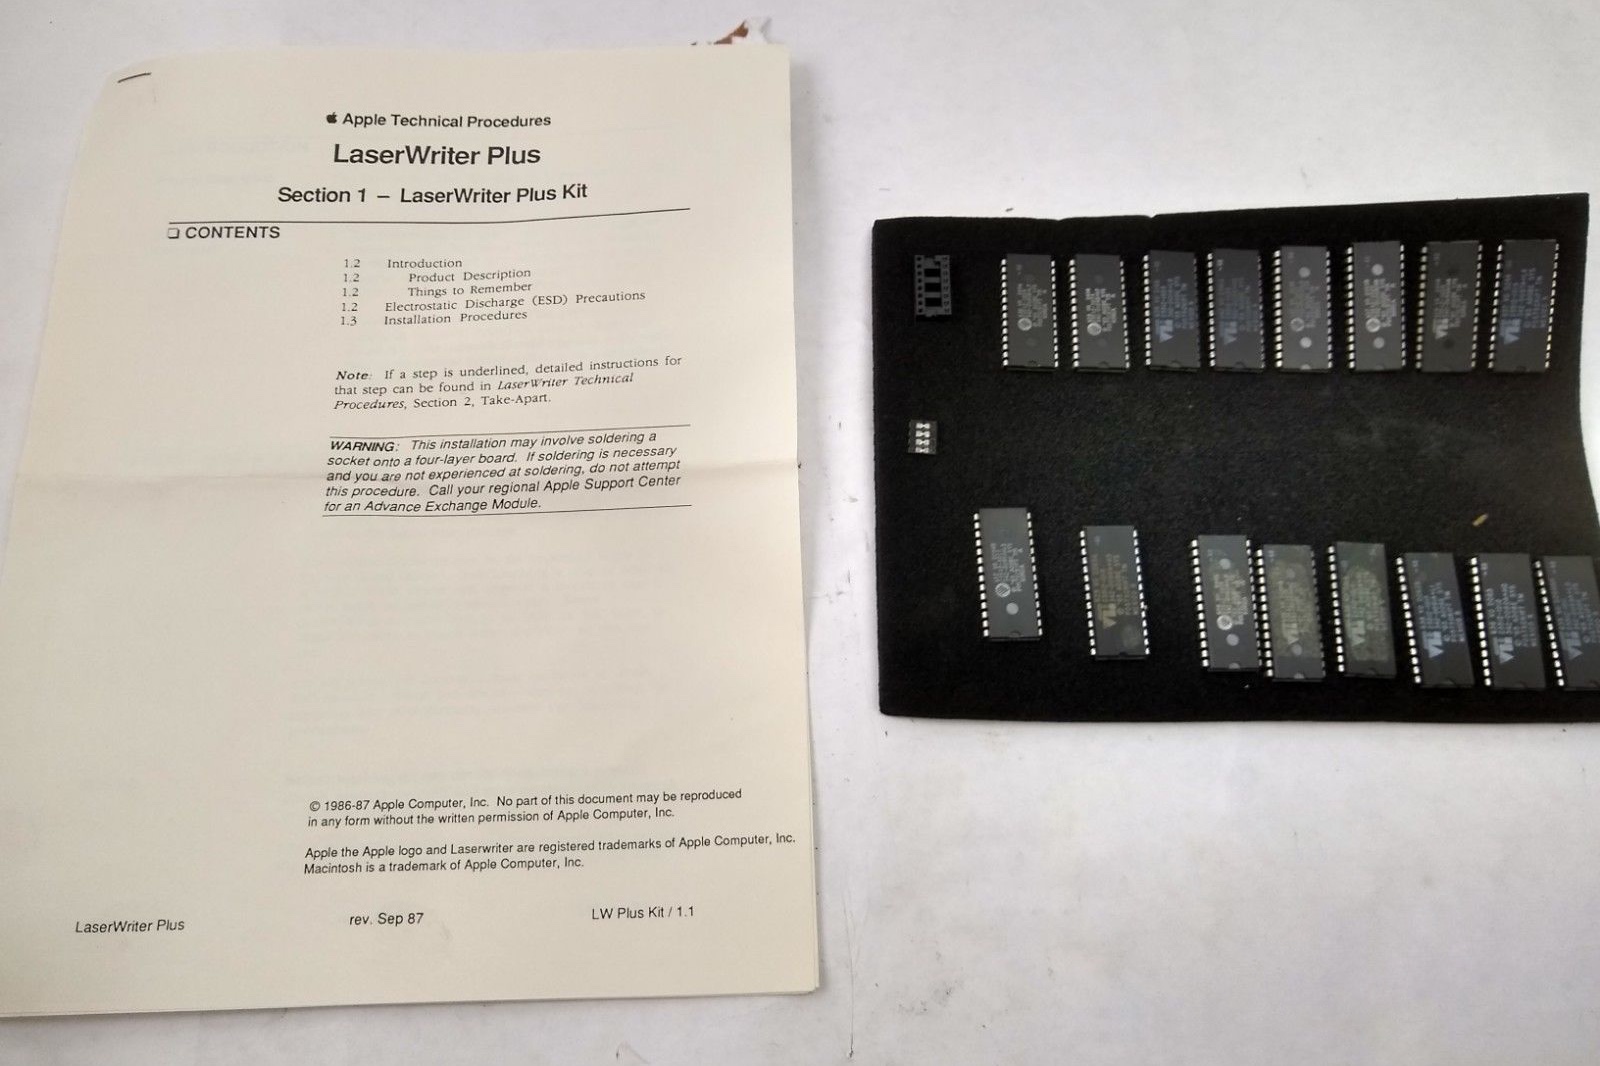 Apple Technical Procedures
LaserWriter Plus
Section 1 – LaserWriter Plus Kit
❏ CONTENTS
1.2 Introduction
1.2 Product Description
1.2 Things to Remember
1.2 Electrostatic Discharge (ESD) Precautions
1.3 Installation Procedures
Note: If a step is underlined, detailed instructions for
that step can be found in LaserWriter Technical
Procedures, Section 2, Take-Apart.
WARNING: This installation may involve soldering a
socket onto a four-layer board. If soldering is necessary
and you are not experienced at soldering, do not attempt
this procedure. Call your regional Apple Support Center
for an Advance Exchange Module.
© 1986-87 Apple Computer, Inc. No part of this document may be reproduced
in any form without the written permission of Apple Computer, Inc.
Apple the Apple logo and Laserwriter are registered trademarks of Apple Computer, Inc.
Macintosh is a trademark of Apple Computer, Inc.
LaserWriter Plus rev. Sep 87 LW Plus Kit / 1.1